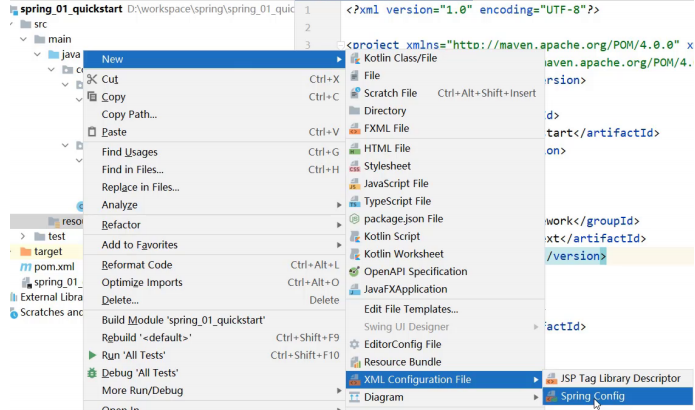 spring_01_quickstart D:\workspace\spring\spring_01_quic
src
main
java
resou
test
target
pom.xml
spring_01_
External Libra
Scratches and
New
Cut Ctrl+X
Copy Ctrl+C
Copy Path...
Paste Ctrl+V
Find Usages Ctrl+G
Find in Files... Ctrl+H
Replace in Files...
Analyze
Refactor
Add to Favorites
Reformat Code Ctrl+Alt+L
Optimize Imports Ctrl+Alt+O
Delete... Delete
Build Module 'spring_01_quickstart'
Rebuild '<default>' Ctrl+Shift+F9
Run 'All Tests' Ctrl+Shift+F10
Debug 'All Tests'
More Run/Debug
Open In
Kotlin Class/File
File
Scratch File Ctrl+Alt+Shift+Insert
Directory
FXML File
HTML File
Stylesheet
JavaScript File
TypeScript File
package.json File
Kotlin Script
Kotlin Worksheet
OpenAPI Specification
JavaFXApplication
Edit File Templates...
Swing UI Designer
EditorConfig File
Resource Bundle
XML Configuration File
Diagram
JSP Tag Library Descriptor
Spring Config
1 <?xml version="1.0" encoding="UTF-8"?>
2
3 <project xmlns="http://maven.apache.org/POM/4.0.0" x
maven.apache.org/POM/4.
rsion>
d>
tart</artifactId>
on>
work</groupId>
ext</artifactId>
/version>
factId>